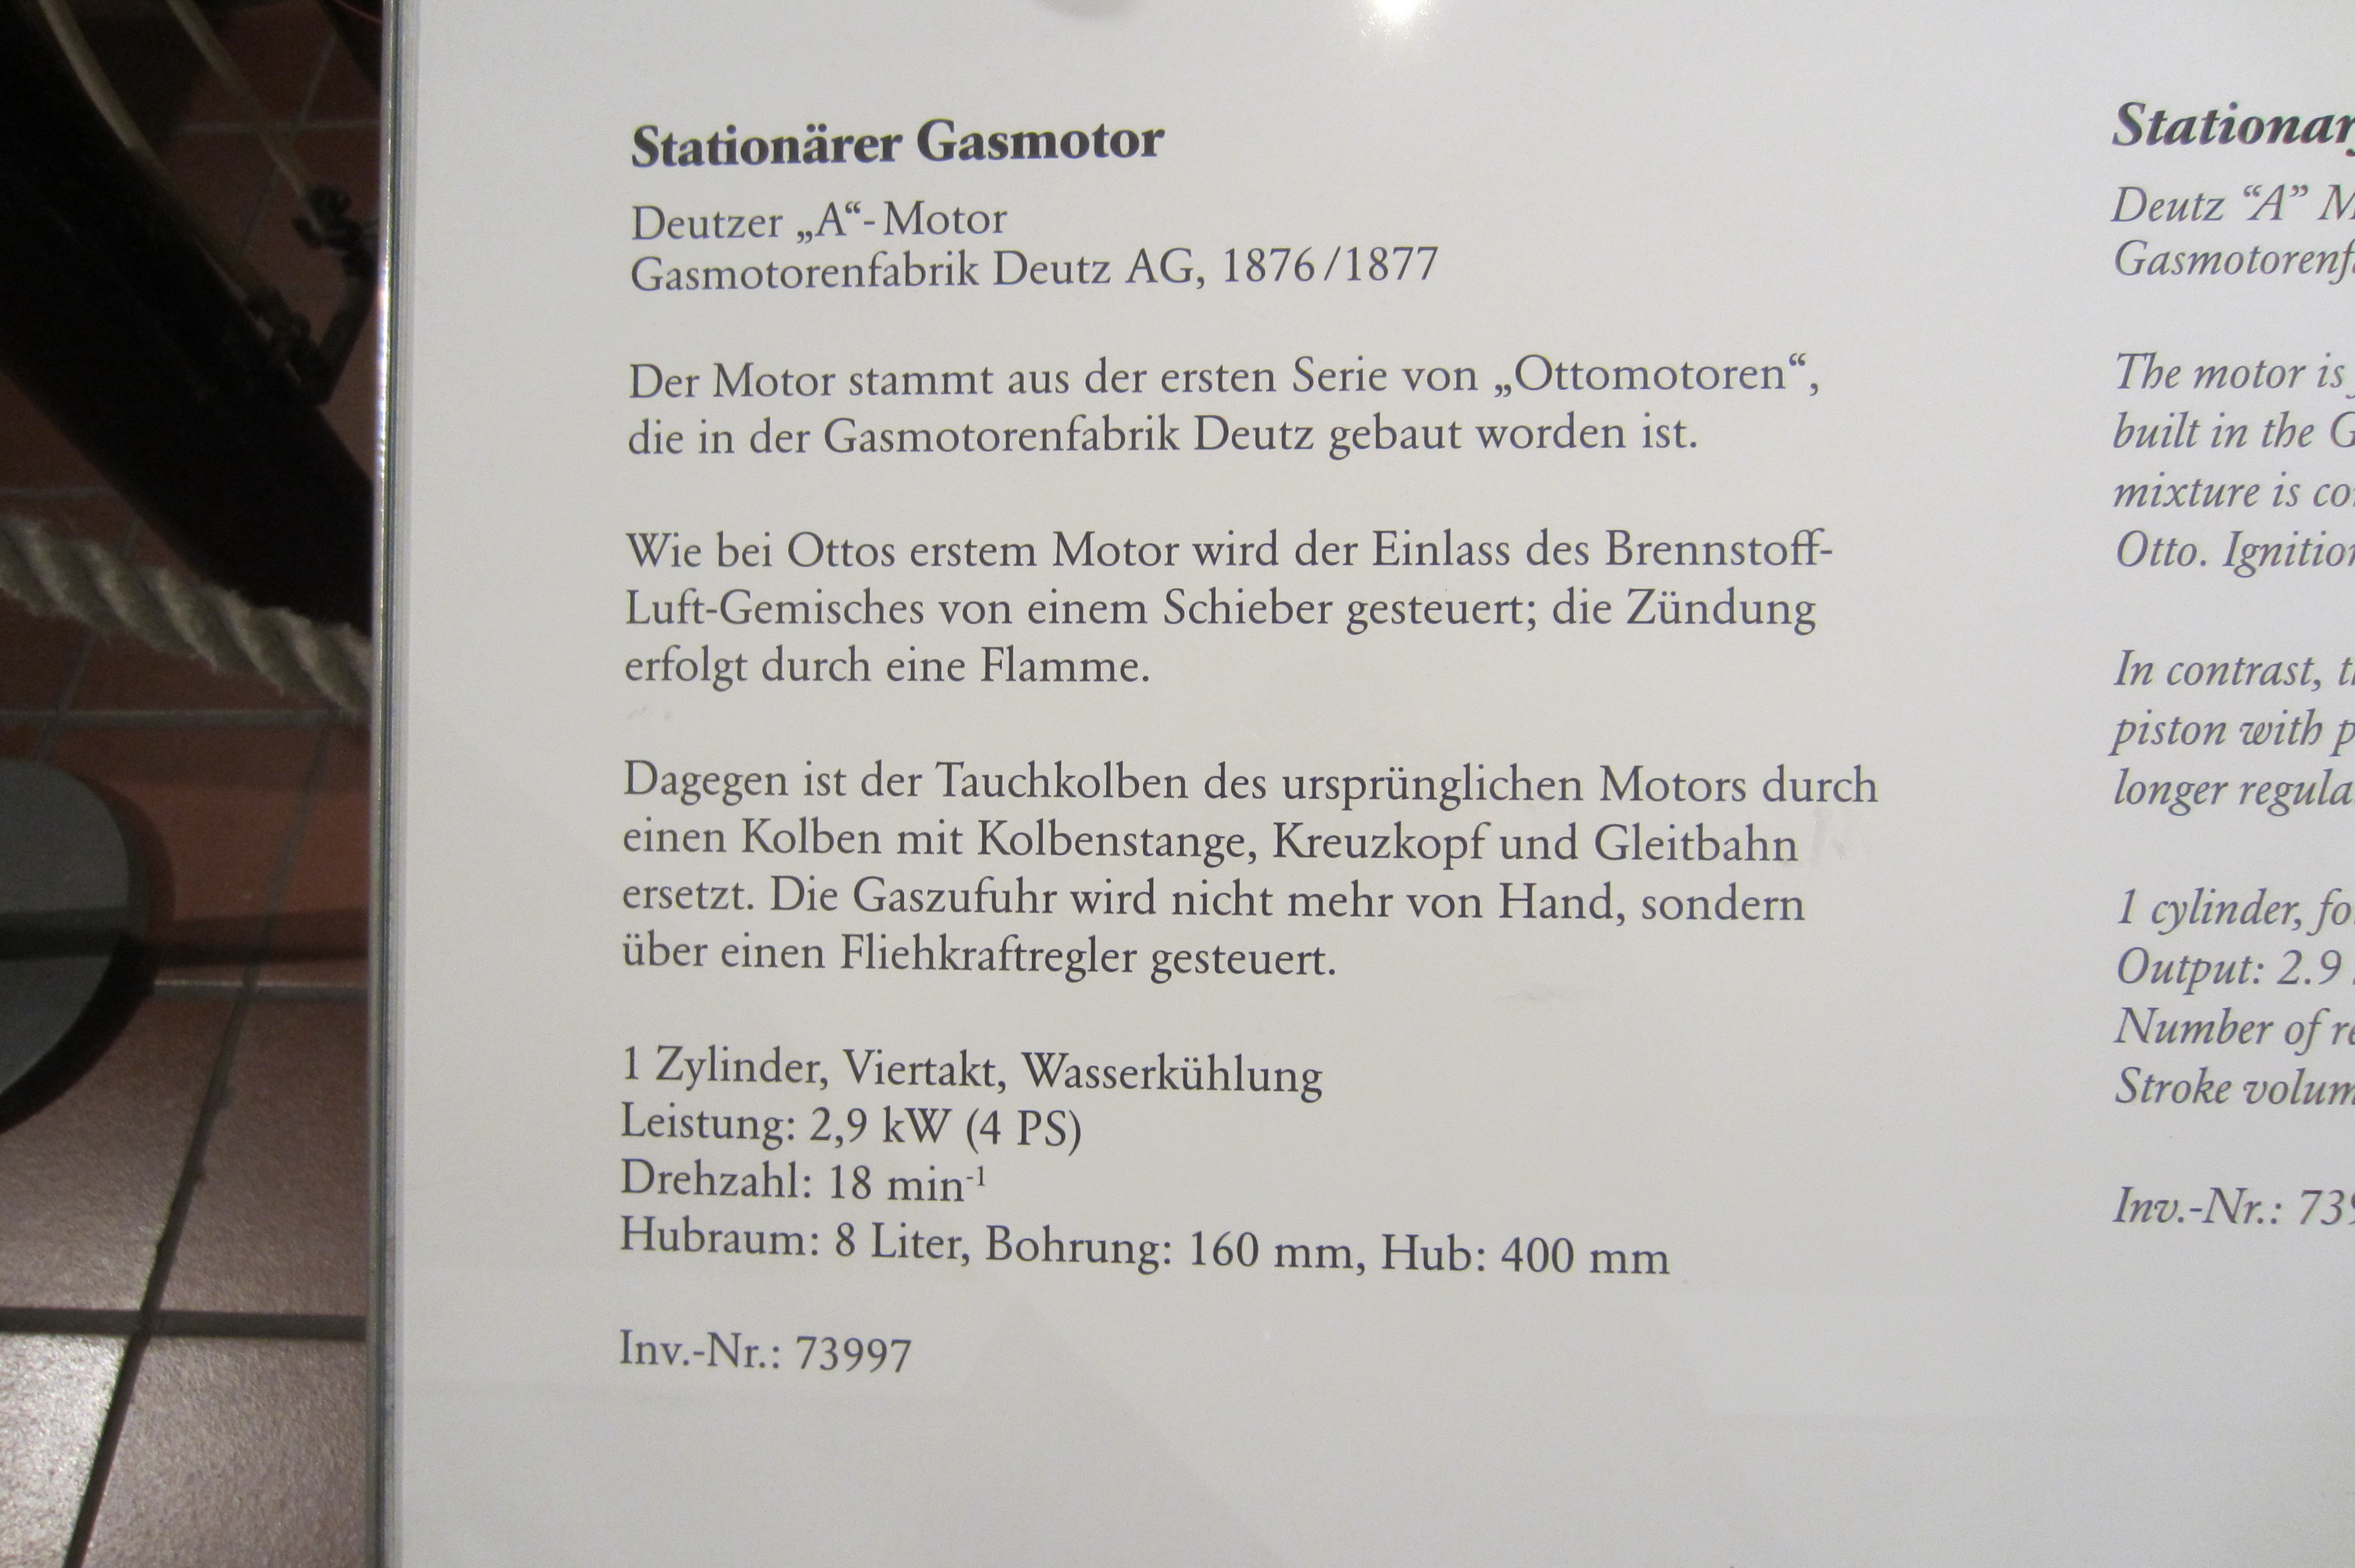 Stationärer Gasmotor
Deutzer „A“-Motor
Gasmotorenfabrik Deutz AG, 1876/1877
Der Motor stammt aus der ersten Serie von „Ottomotoren“,
die in der Gasmotorenfabrik Deutz gebaut worden ist.
Wie bei Ottos erstem Motor wird der Einlass des Brennstoff-
Luft-Gemisches von einem Schieber gesteuert; die Zündung
erfolgt durch eine Flamme.
Dagegen ist der Tauchkolben des ursprünglichen Motors durch
einen Kolben mit Kolbenstange, Kreuzkopf und Gleitbahn
ersetzt. Die Gaszufuhr wird nicht mehr von Hand, sondern
über einen Fliehkraftregler gesteuert.
1 Zylinder, Viertakt, Wasserkühlung
Leistung: 2,9 kW (4 PS)
Drehzahl: 18 min⁻¹
Hubraum: 8 Liter, Bohrung: 160 mm, Hub: 400 mm
Inv.-Nr.: 73997
Deutz “A”
The motor is
built in the
mixture is
Otto.
In contrast,
piston with
longer
1 cylinder,
Output: 2.9
Number of
Stroke
Inv.-Nr.: